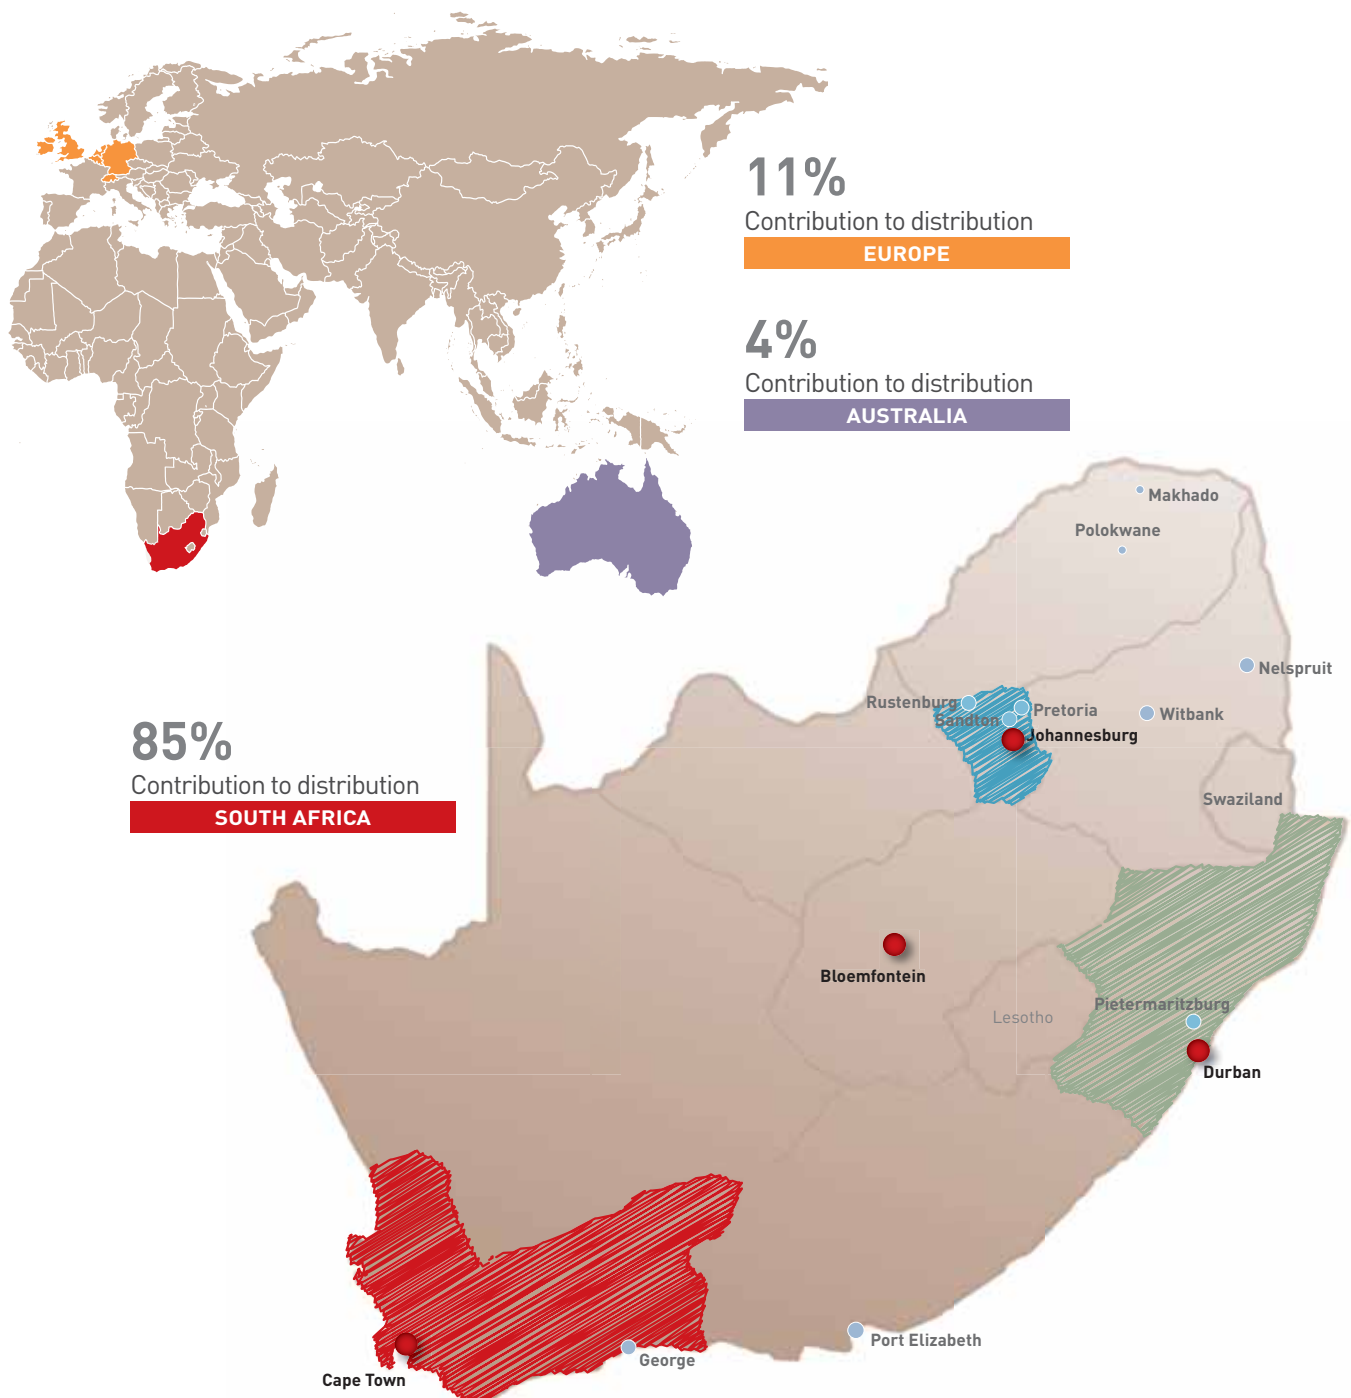 11%
Contribution to distribution
EUROPE
4%
Contribution to distribution
AUSTRALIA
Makhado
Polokwane
Nelspruit
Rustenburg
Pretoria
Witbank
Sandton
Johannesburg
85%
Contribution to distribution
SOUTH AFRICA
Swaziland
Bloemfontein
Lesotho
Pietermaritzburg
Durban
Port Elizabeth
George
Cape Town